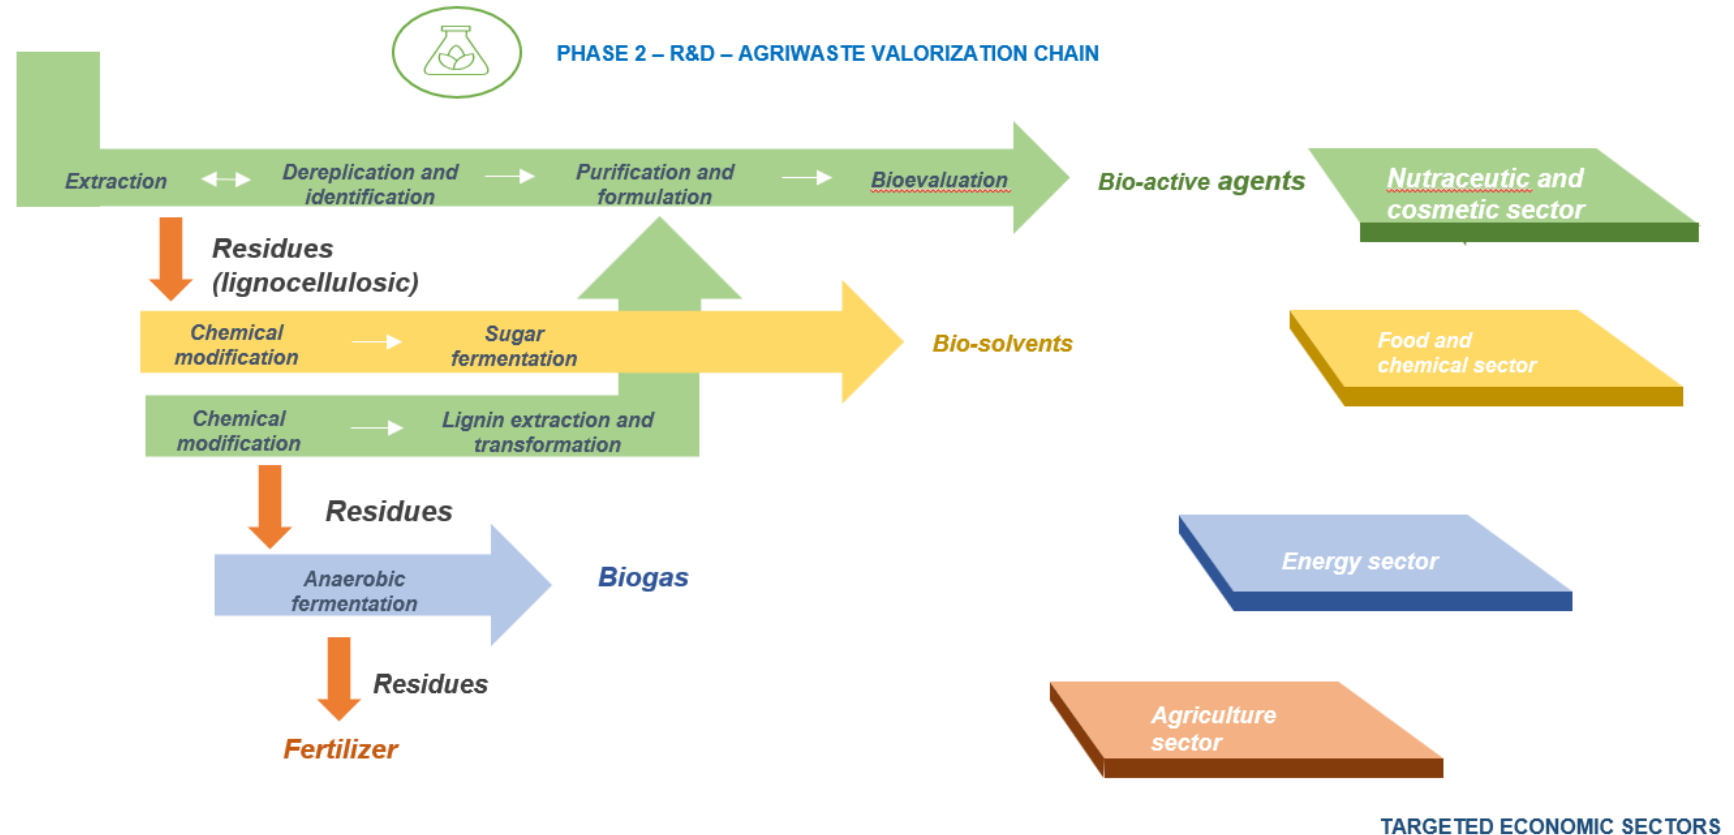 PHASE 2 – R&D – AGRIWASTE VALORIZATION CHAIN
Extraction
Dereplication and
identification
Purification and
formulation
Bioevaluation
Bio-active agents
Nutraceutic and
cosmetic sector
Residues
(lignocellulosic)
Chemical
modification
Sugar
fermentation
Bio-solvents
Food and
chemical sector
Chemical
modification
Lignin extraction and
transformation
Residues
Anaerobic
fermentation
Biogas
Energy sector
Residues
Fertilizer
Agriculture
sector
TARGETED ECONOMIC SECTORS